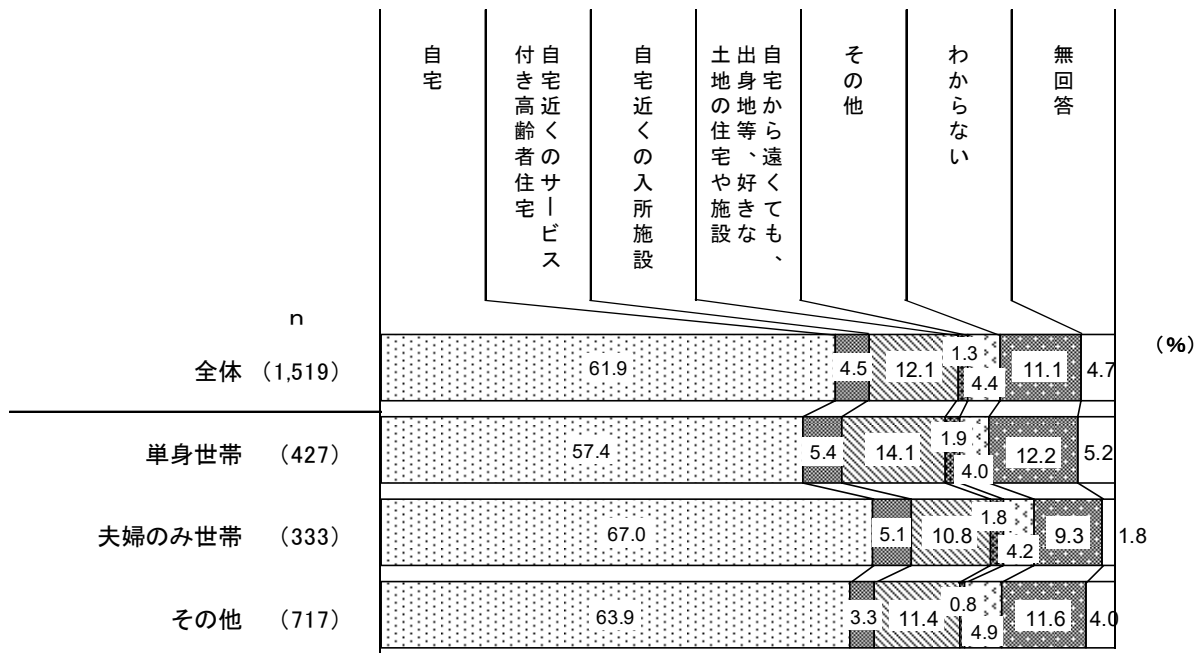 自宅
自宅近くのサービス
付き高齢者住宅
自宅近くの入所施設
自宅から遠くても、
出身地等、好きな
土地の住宅や施設
その他
わからない
無回答
ｎ
(%)
全体 (1,519) 61.9 4.5 12.1 1.3 4.4 11.1 4.7
単身世帯 (427) 57.4 5.4 14.1 1.9 4.0 12.2 5.2
夫婦のみ世帯 (333) 67.0 5.1 10.8 1.8 4.2 9.3 1.8
その他 (717) 63.9 3.3 11.4 0.8 4.9 11.6 4.0